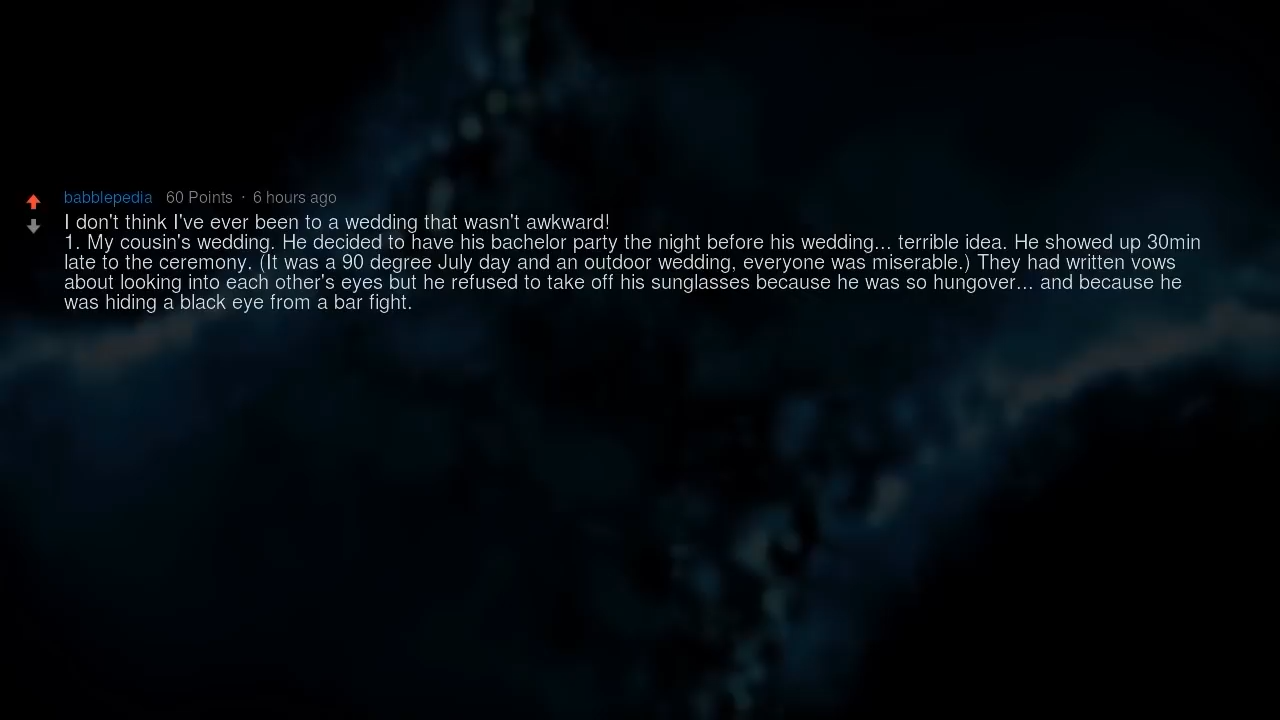 babblepedia 60 Points · 6 hours ago
I don't think I've ever been to a wedding that wasn't awkward!
1. My cousin's wedding. He decided to have his bachelor party the night before his wedding... terrible idea. He showed up 30min
late to the ceremony. (It was a 90 degree July day and an outdoor wedding, everyone was miserable.) They had written vows
about looking into each other's eyes but he refused to take off his sunglasses because he was so hungover... and because he
was hiding a black eye from a bar fight.